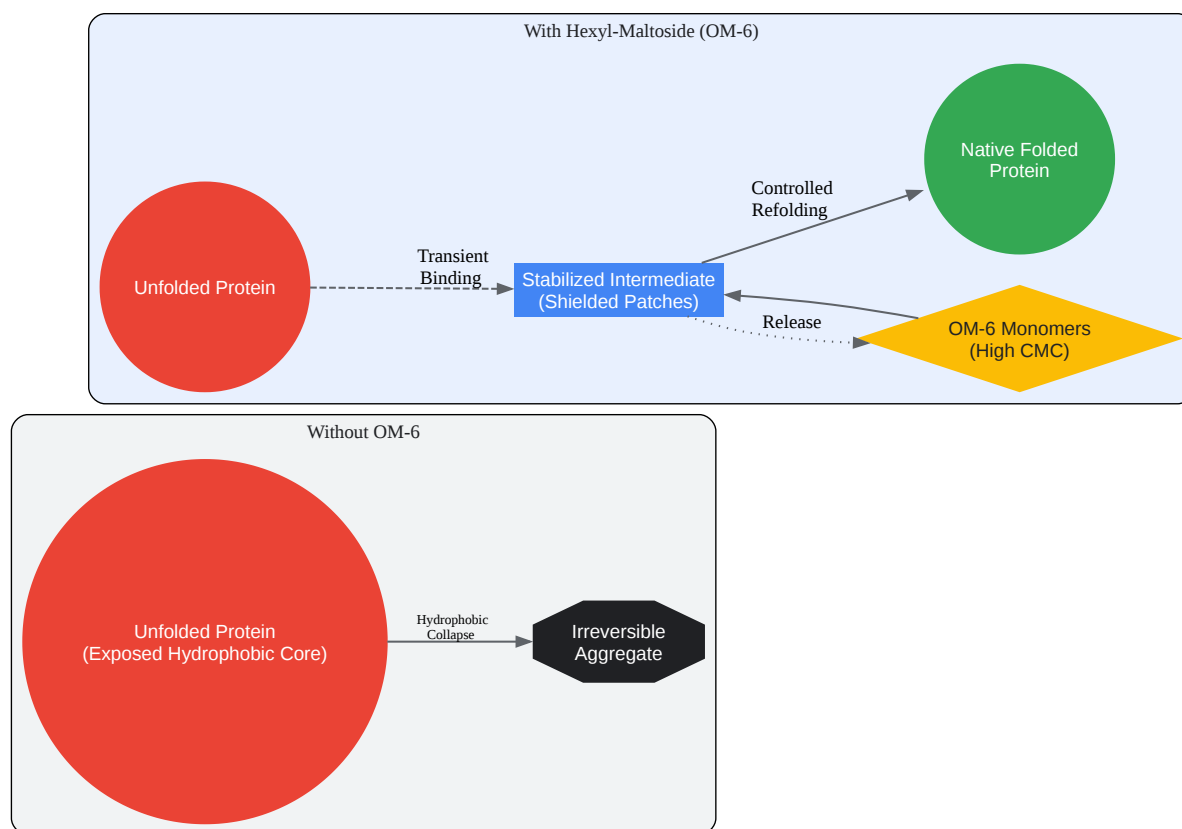 With Hexyl-Maltoside (OM-6)
Native Folded
Protein
Controlled
Refolding
Transient
Binding
Unfolded Protein
Stabilized Intermediate
(Shielded Patches)
Release
OM-6 Monomers
(High CMC)
Without OM-6
Unfolded Protein
(Exposed Hydrophobic Core)
Hydrophobic
Collapse
Irreversible
Aggregate